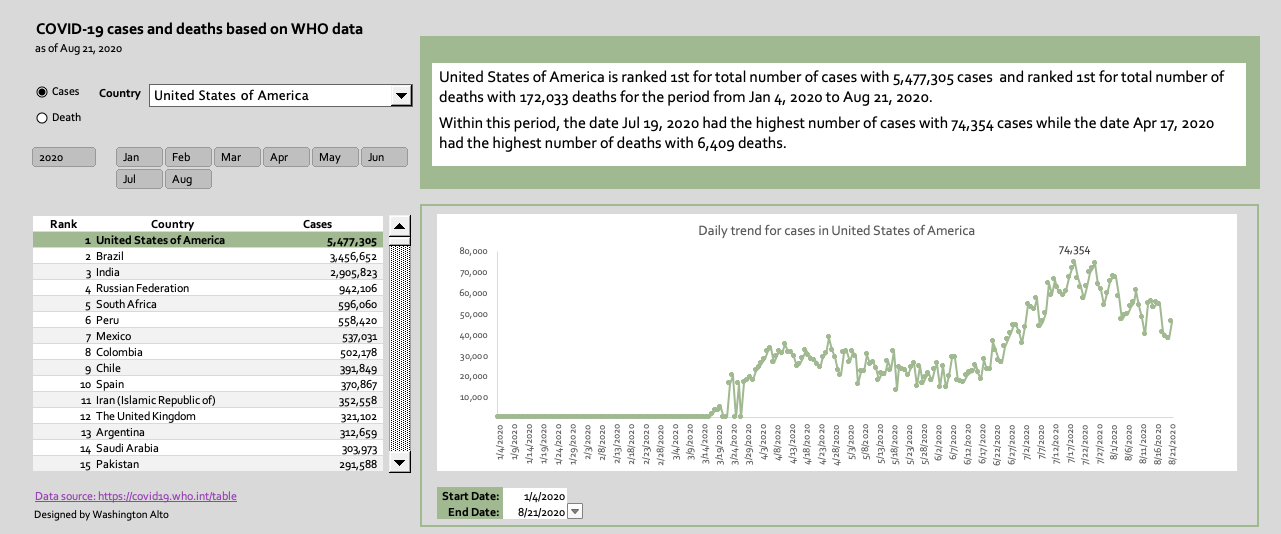 COVID-19 cases and deaths based on WHO data
as of Aug 21, 2020
Cases
Country
United States of America
Death
2020
Jan
Feb
Mar
Apr
May
Jun
Jul
Aug
Rank Country Cases
1 United States of America 5,477,305
2 Brazil 3,456,652
3 India 2,905,823
4 Russian Federation 942,106
5 South Africa 596,060
6 Peru 558,420
7 Mexico 537,031
8 Colombia 502,178
9 Chile 391,849
10 Spain 370,867
11 Iran (Islamic Republic of) 352,558
12 The United Kingdom 321,102
13 Argentina 312,659
14 Saudi Arabia 303,973
15 Pakistan 291,588
Data source: https://covid19.who.int/table
Designed by Washington Alto
United States of America is ranked 1st for total number of cases with 5,477,305 cases and ranked 1st for total number of
deaths with 172,033 deaths for the period from Jan 4, 2020 to Aug 21, 2020.
Within this period, the date Jul 19, 2020 had the highest number of cases with 74,354 cases while the date Apr 17, 2020
had the highest number of deaths with 6,409 deaths.
Daily trend for cases in United States of America
74,354
80,000
70,000
60,000
50,000
40,000
30,000
20,000
10,000
1/4/2020
1/9/2020
1/14/2020
1/19/2020
1/24/2020
1/29/2020
2/3/2020
2/8/2020
2/13/2020
2/18/2020
2/23/2020
2/28/2020
3/4/2020
3/9/2020
3/14/2020
3/19/2020
3/24/2020
3/29/2020
4/3/2020
4/8/2020
4/13/2020
4/18/2020
4/23/2020
4/28/2020
5/3/2020
5/8/2020
5/13/2020
5/18/2020
5/23/2020
5/28/2020
6/2/2020
6/7/2020
6/12/2020
6/17/2020
6/22/2020
6/27/2020
7/2/2020
7/7/2020
7/12/2020
7/17/2020
7/22/2020
7/27/2020
8/1/2020
8/6/2020
8/11/2020
8/16/2020
8/21/2020
Start Date: 1/4/2020
End Date: 8/21/2020